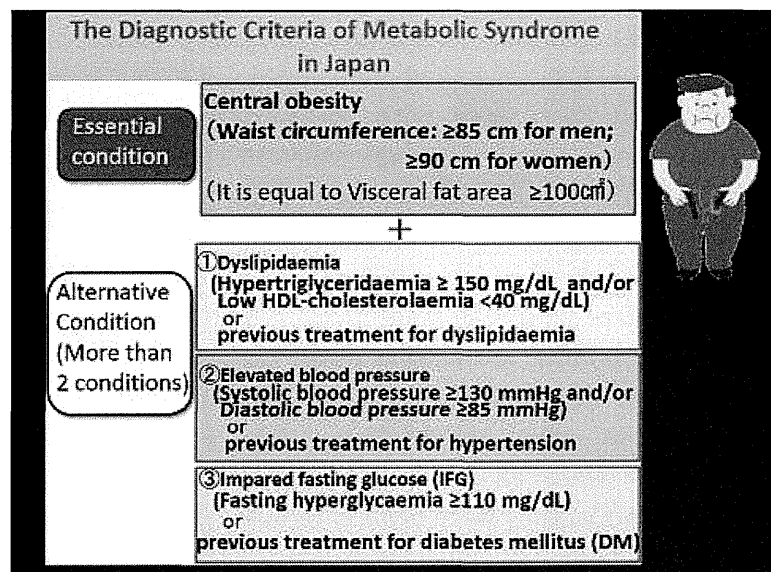 The Diagnostic Criteria of Metabolic Syndrome
in Japan
Essential
condition
Central obesity
(Waist circumference: ≥85 cm for men;
≥90 cm for women)
(It is equal to Visceral fat area ≥100㎠)
+
Alternative
Condition
(More than
2 conditions)
①Dyslipidaemia
(Hypertriglyceridaemia ≥ 150 mg/dL and/or
Low HDL-cholesterolaemia <40 mg/dL)
or
previous treatment for dyslipidaemia
②Elevated blood pressure
(Systolic blood pressure ≥130 mmHg and/or
Diastolic blood pressure ≥85 mmHg)
or
previous treatment for hypertension
③Impared fasting glucose (IFG)
(Fasting hyperglycaemia ≥110 mg/dL)
or
previous treatment for diabetes mellitus (DM)